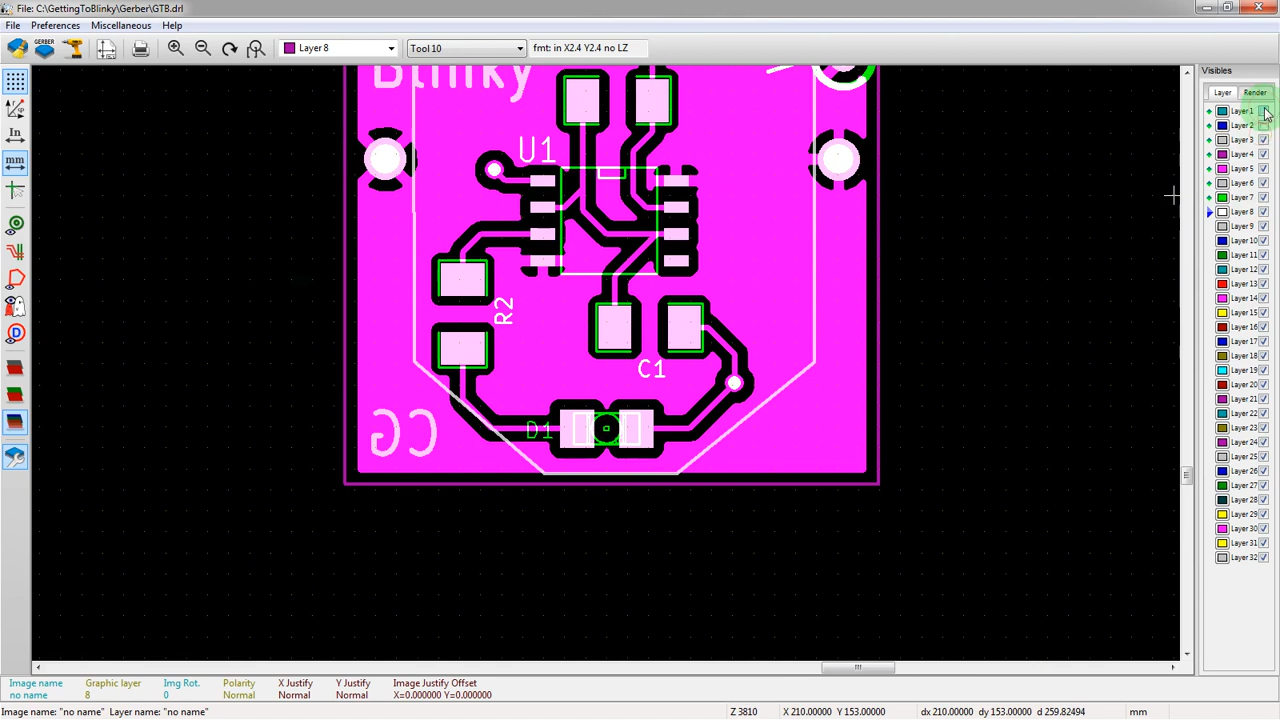 File: C:\GettingToBlinky\Gerber\GTB.drl
File Preferences Miscellaneous Help
GERBER
Layer 8
Tool 10
fmt: in X2.4 Y2.4 no LZ
Visibles
Layer Render
In
mm
Blinky
U1
R2
C1
D1
CC
Layer 1
Layer 2
Layer 3
Layer 4
Layer 5
Layer 6
Layer 7
Layer 8
Layer 9
Layer 10
Layer 11
Layer 12
Layer 13
Layer 14
Layer 15
Layer 16
Layer 17
Layer 18
Layer 19
Layer 20
Layer 21
Layer 22
Layer 23
Layer 24
Layer 25
Layer 26
Layer 27
Layer 28
Layer 29
Layer 30
Layer 31
Layer 32
Image name Graphic layer Img Rot. Polarity X Justify Y Justify Image Justify Offset
no name 8 0 Normal Normal Normal X=0.000000 Y=0.000000
Image name: "no name" Layer name: "no name" Z 3810 X 210.00000 Y 153.00000 dx 210.00000 dy 153.00000 d 259.82494 mm